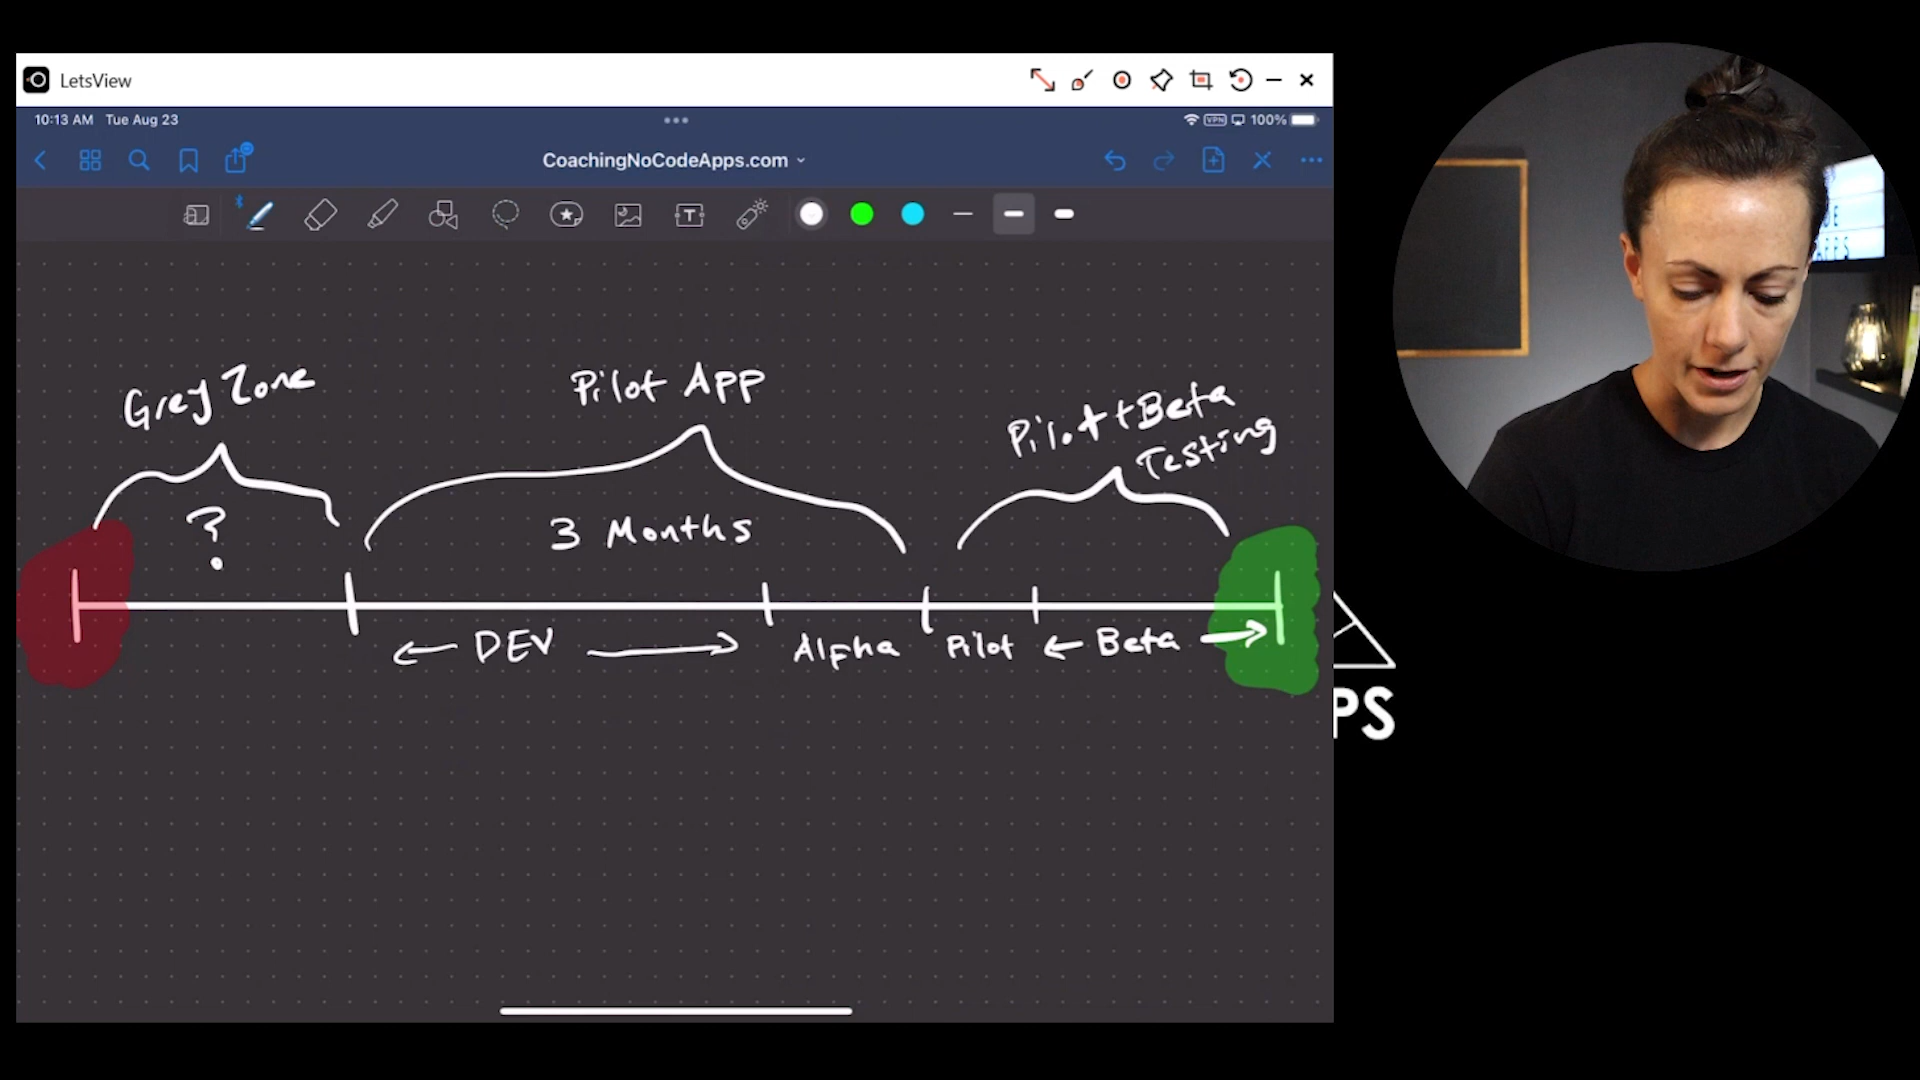 LetsView
10:13 AM Tue Aug 23
VPN 100%
CoachingNoCodeApps.com
T
Grey Zone
Pilot App
Pilot + Beta
Testing
?
3 Months
← DEV →
Alpha
Pilot
← Beta →
PS